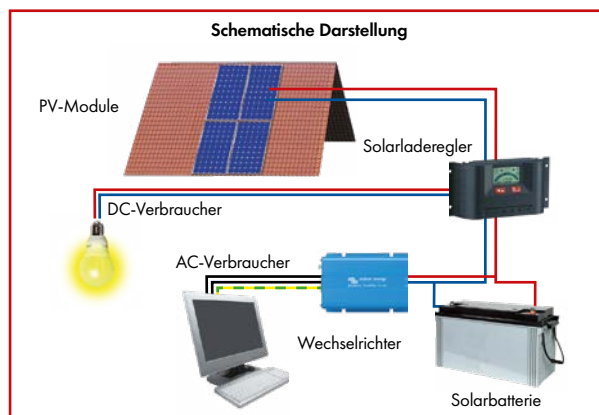 Schematische Darstellung
PV-Module
Solarladeregler
DC-Verbraucher
AC-Verbraucher
Wechselrichter
Solarbatterie